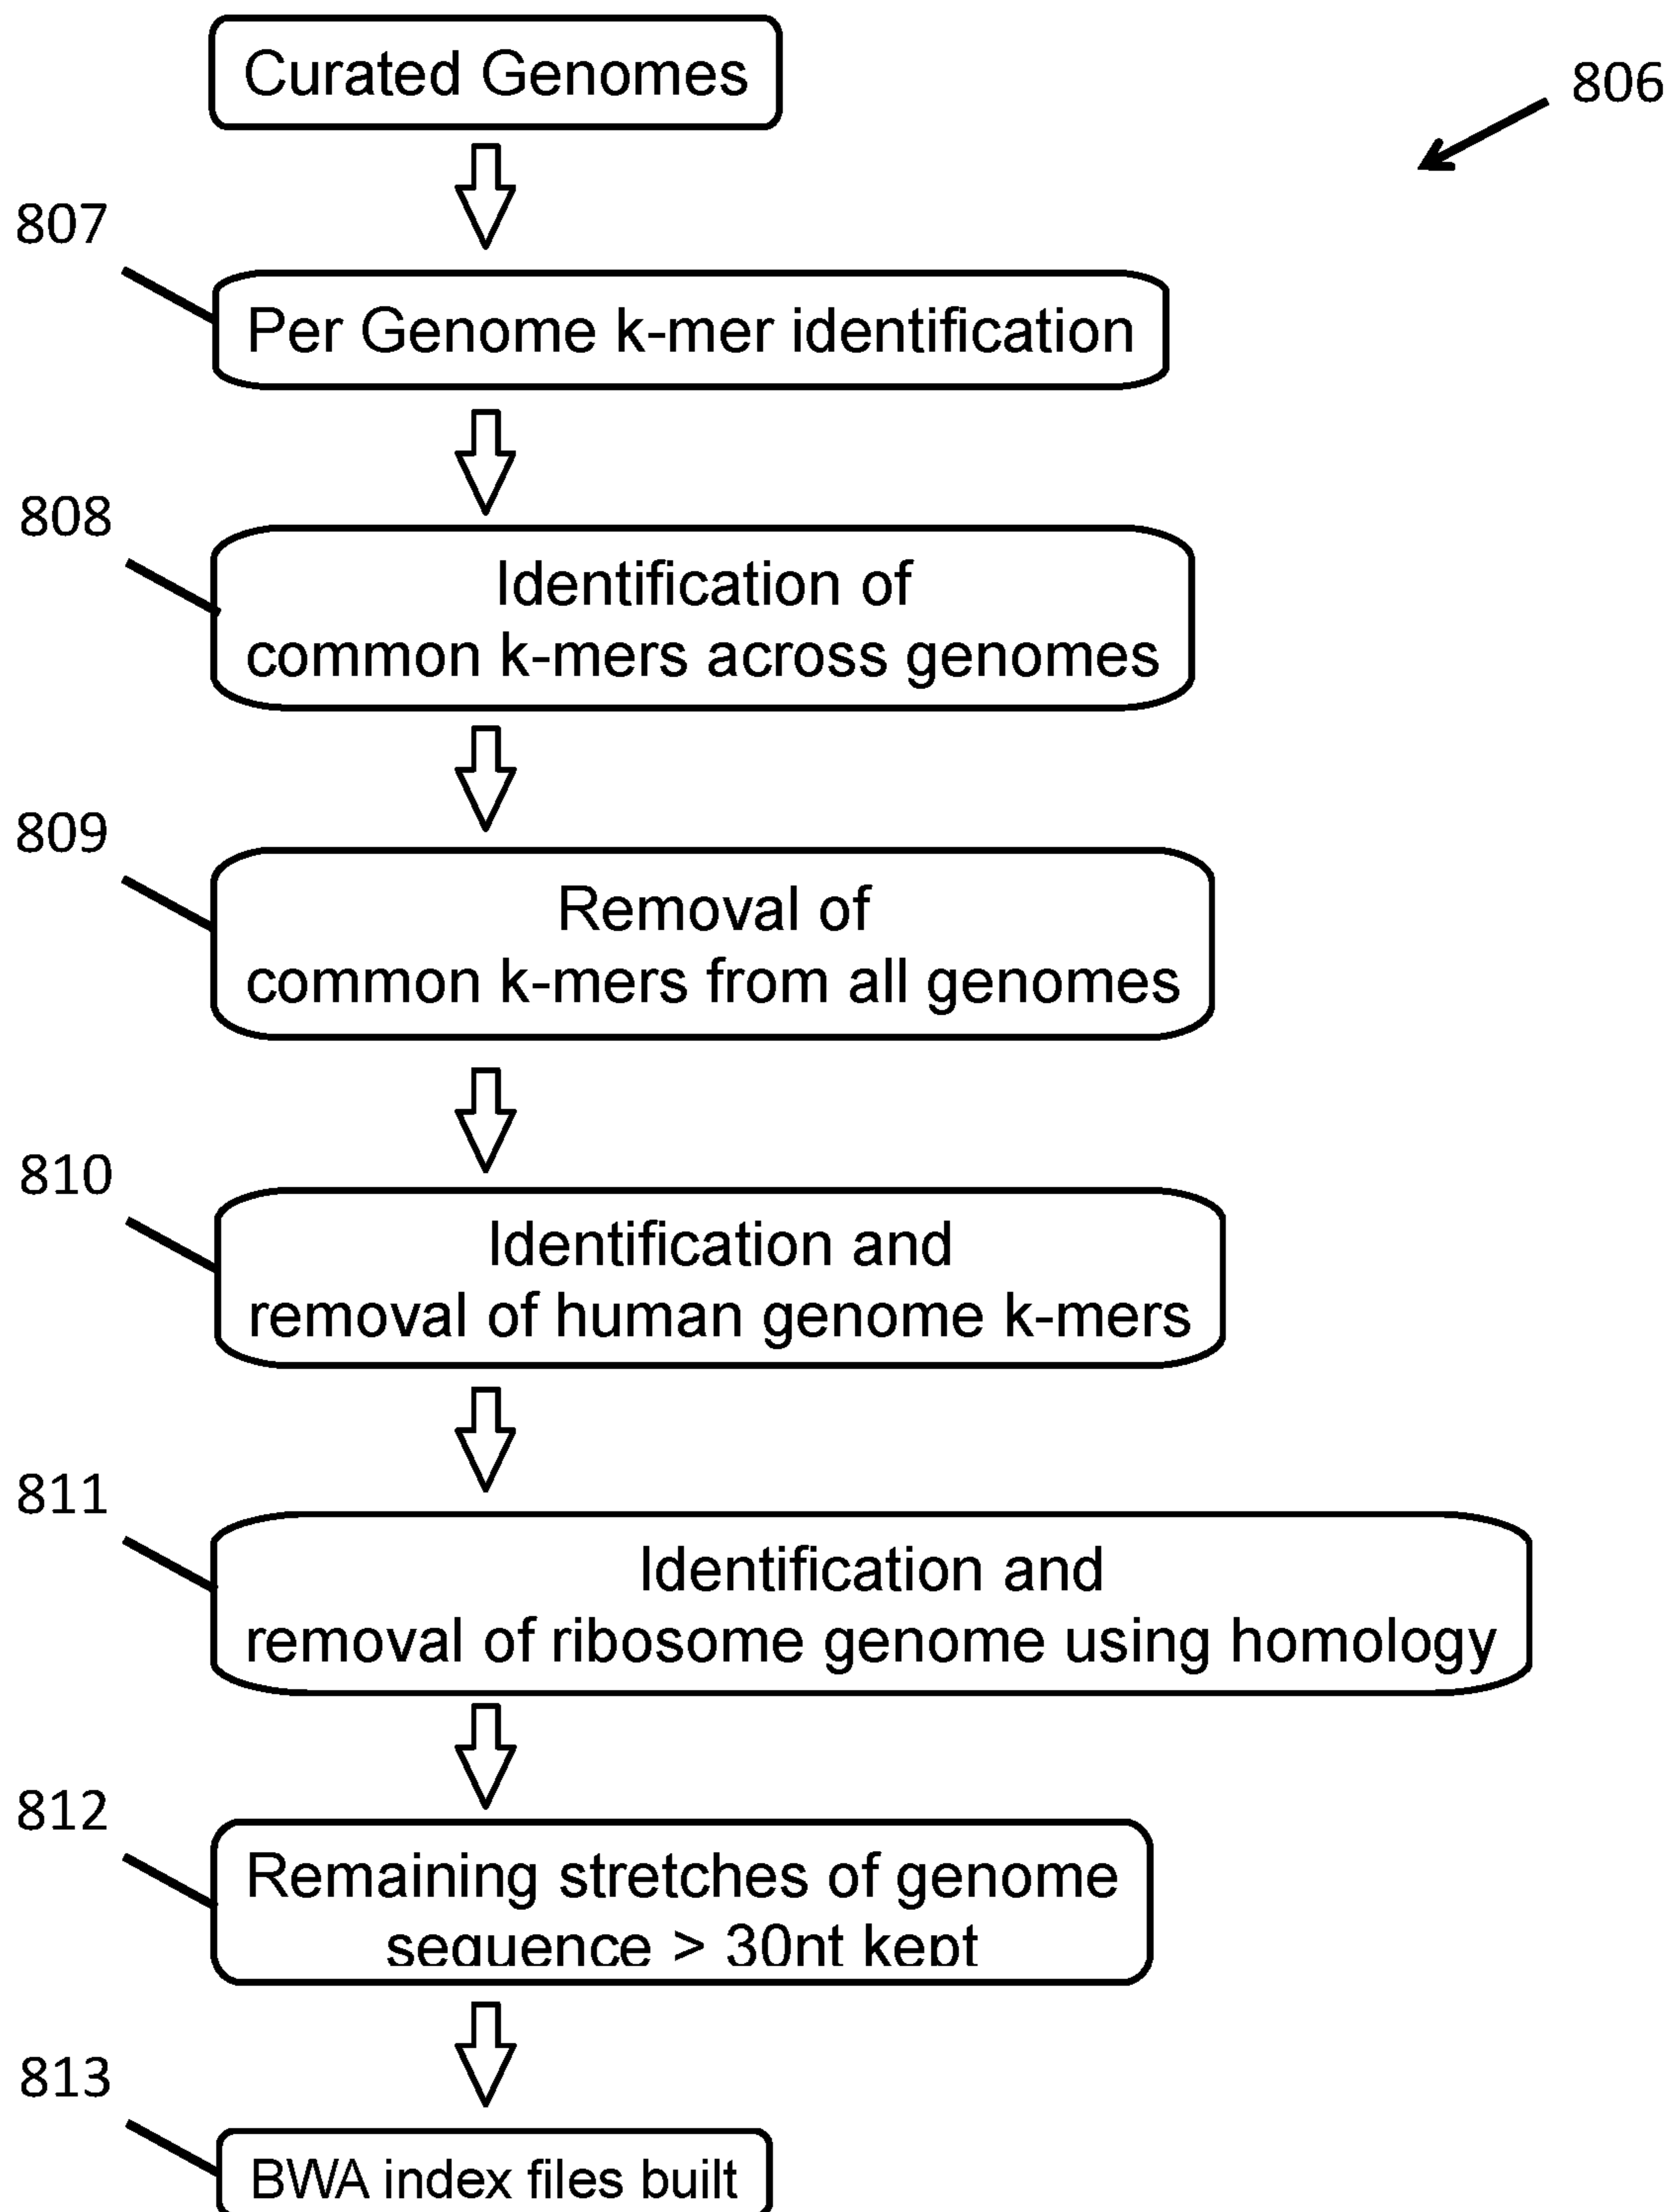 Curated Genomes
806
807
Per Genome k-mer identification
808
Identification of
common k-mers across genomes
809
Removal of
common k-mers from all genomes
810
Identification and
removal of human genome k-mers
811
Identification and
removal of ribosome genome using homology
812
Remaining stretches of genome
sequence > 30nt kept
813
BWA index files built